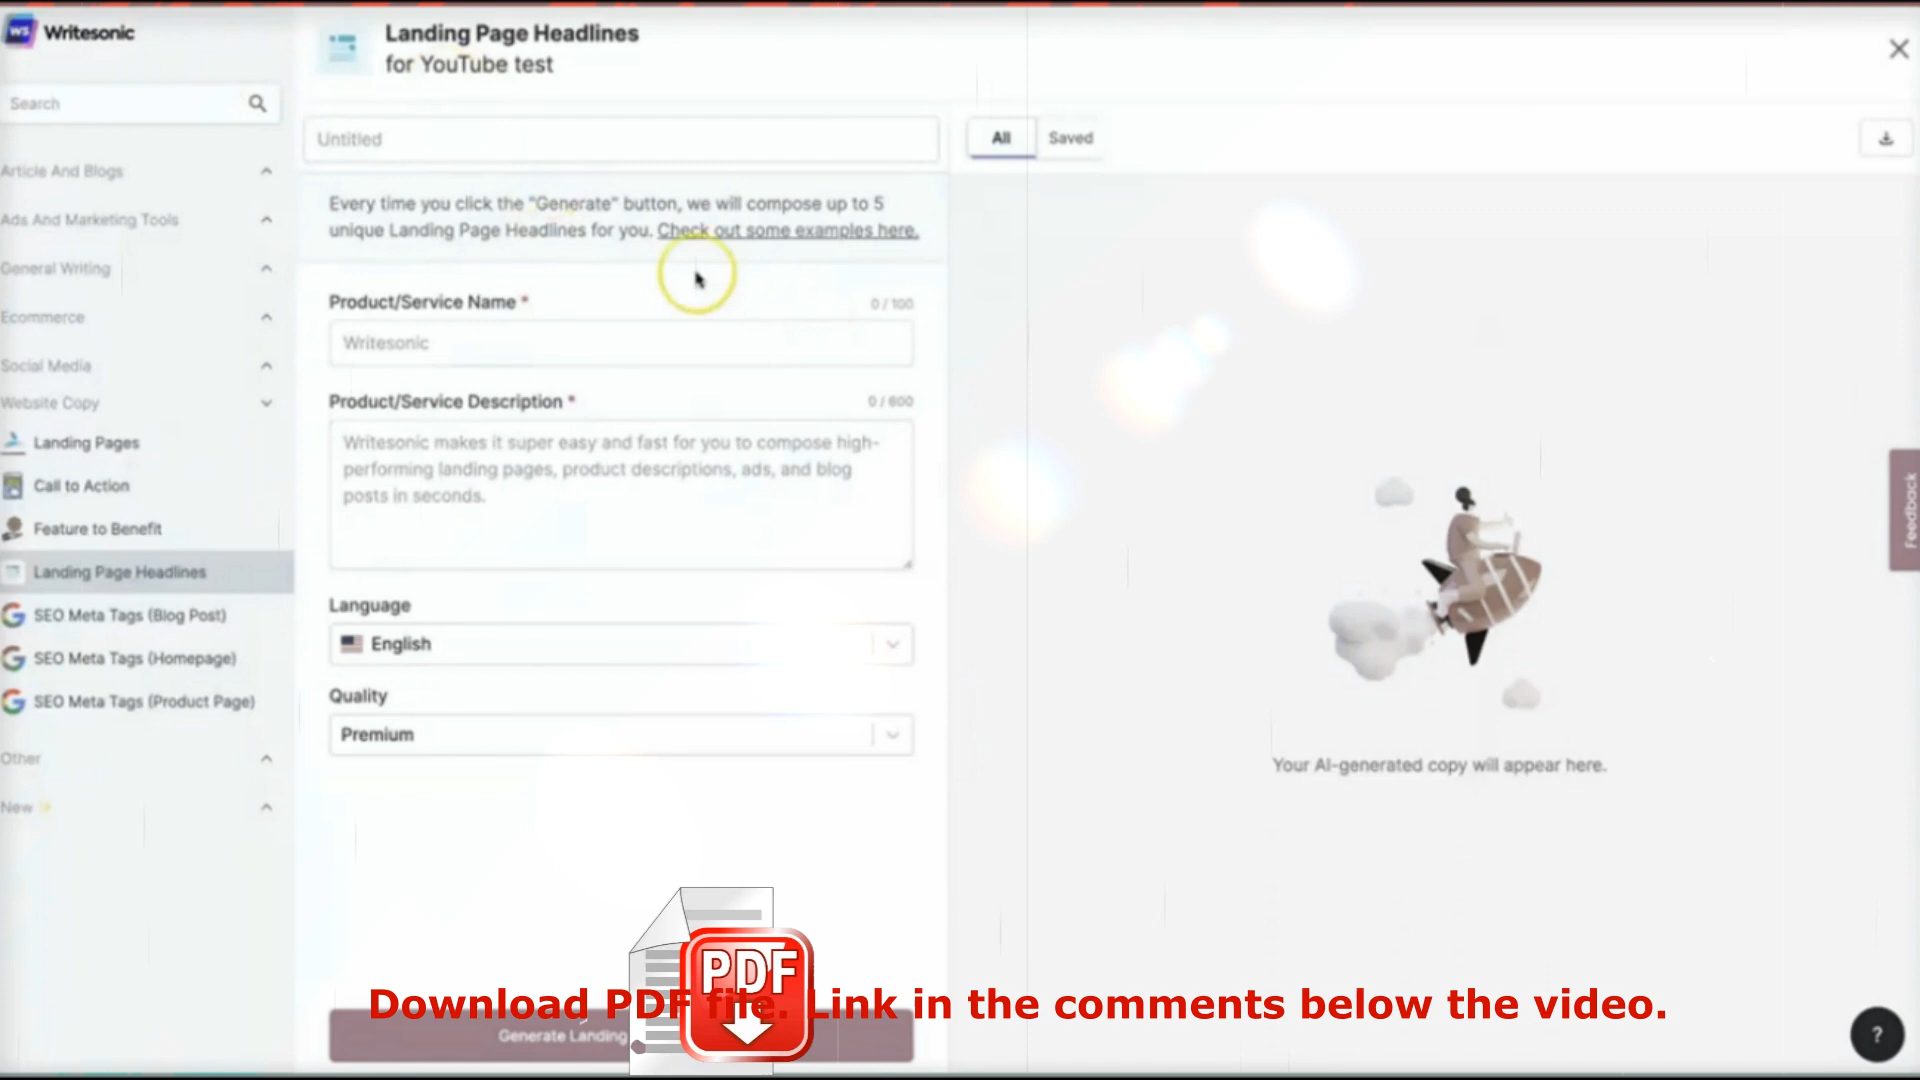 WS Writesonic
Landing Page Headlines
for YouTube test
Search
Untitled
All
Saved
Article And Blogs
Ads And Marketing Tools
General Writing
Ecommerce
Social Media
Website Copy
Landing Pages
Call to Action
Feature to Benefit
Landing Page Headlines
SEO Meta Tags (Blog Post)
SEO Meta Tags (Homepage)
SEO Meta Tags (Product Page)
Other
New
Every time you click the "Generate" button, we will compose up to 5
unique Landing Page Headlines for you. Check out some examples here.
Product/Service Name *
0 / 100
Writesonic
Product/Service Description *
0 / 600
Writesonic makes it super easy and fast for you to compose high-
performing landing pages, product descriptions, ads, and blog
posts in seconds.
Language
English
Quality
Premium
Your AI-generated copy will appear here.
Feedback
PDF
Download PDF file. Link in the comments below the video.
Generate Landing
?